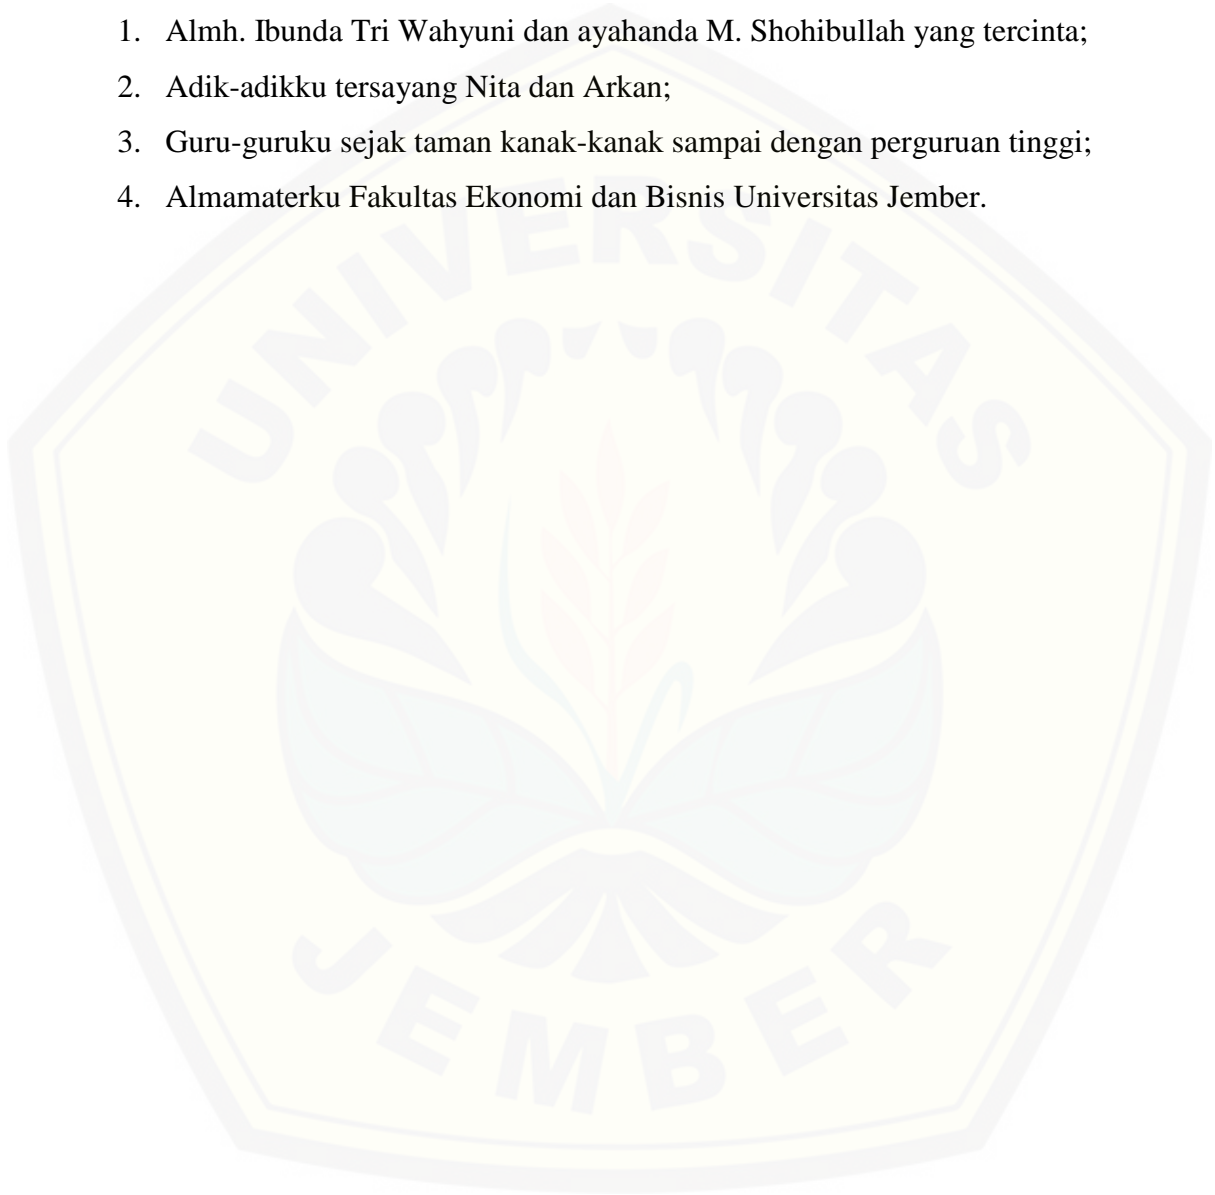 1. Almh. Ibunda Tri Wahyuni dan ayahanda M. Shohibullah yang tercinta;
2. Adik-adikku tersayang Nita dan Arkan;
3. Guru-guruku sejak taman kanak-kanak sampai dengan perguruan tinggi;
4. Almamaterku Fakultas Ekonomi dan Bisnis Universitas Jember.
UNIVERSITAS
JEMBER